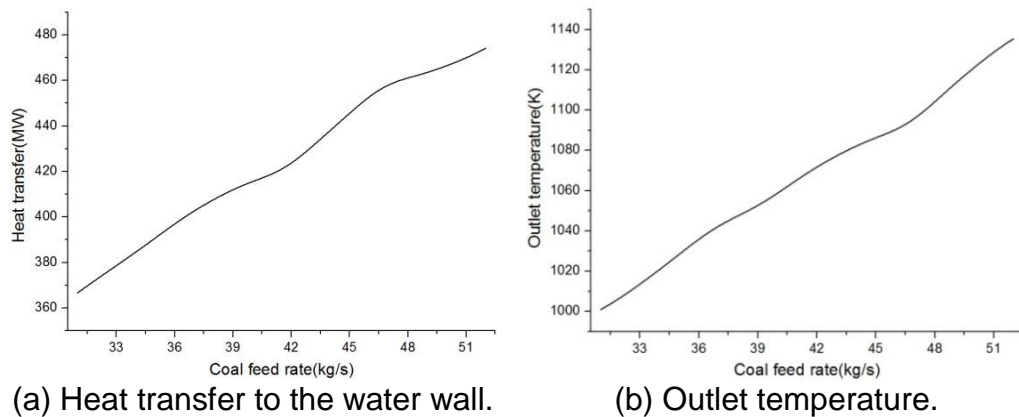 480
460
440
420
400
380
360
Heat transfer(MW)
33 36 39 42 45 48 51
Coal feed rate(kg/s)
(a) Heat transfer to the water wall.
1140
1120
1100
1080
1060
1040
1020
1000
Outlet temperature(K)
33 36 39 42 45 48 51
Coal feed rate(kg/s)
(b) Outlet temperature.